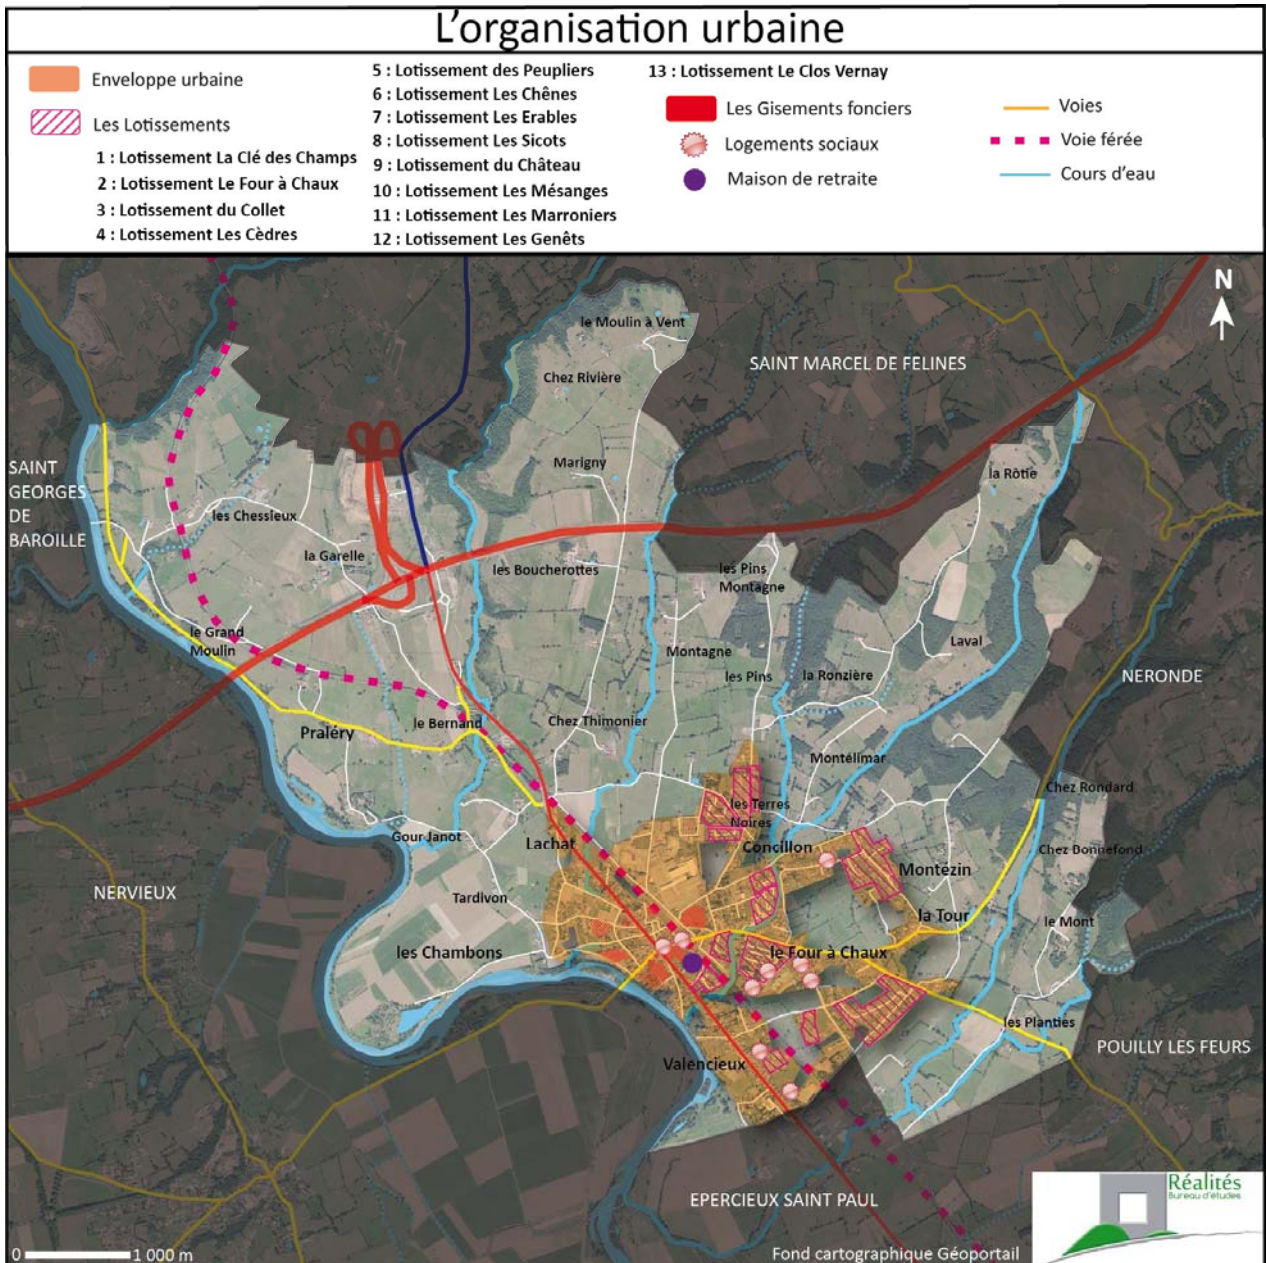 L'organisation urbaine
Enveloppe urbaine
Les Lotissements
1 : Lotissement La Clé des Champs
2 : Lotissement Le Four à Chaux
3 : Lotissement du Collet
4 : Lotissement Les Cèdres
5 : Lotissement des Peupliers
6 : Lotissement Les Chênes
7 : Lotissement Les Erables
8 : Lotissement Les Sicots
9 : Lotissement du Château
10 : Lotissement Les Mésanges
11 : Lotissement Les Marroniers
12 : Lotissement Les Genêts
13 : Lotissement Le Clos Vernay
Les Gisements fonciers
Logements sociaux
Maison de retraite
Voies
Voie férée
Cours d'eau
N
le Moulin à Vent
SAINT MARCEL DE FELINES
Chez Rivière
Marigny
SAINT
GEORGES
DE
BAROILLE
la Rôtie
les Chessieux
la Garelle
les Boucherottes
les Pins
Montagne
le Grand
Moulin
Montagne
Laval
les Pins
la Ronzière
NERONDE
Praléry
le Bernand
Chez Thimonier
Montélimar
Chez Rondard
les Terres
Noires
Gour Janot
Lachat
Concillon
Chez Bonnefond
Montézin
NERVIEUX
Tardivon
la Tour
le Mont
les Chambons
le Four à Chaux
les Planties
POUILLY LES FEURS
Valencieux
EPERCIEUX SAINT PAUL
Réalités
Bureau d'études
0 1 000 m
Fond cartographique Géoportail